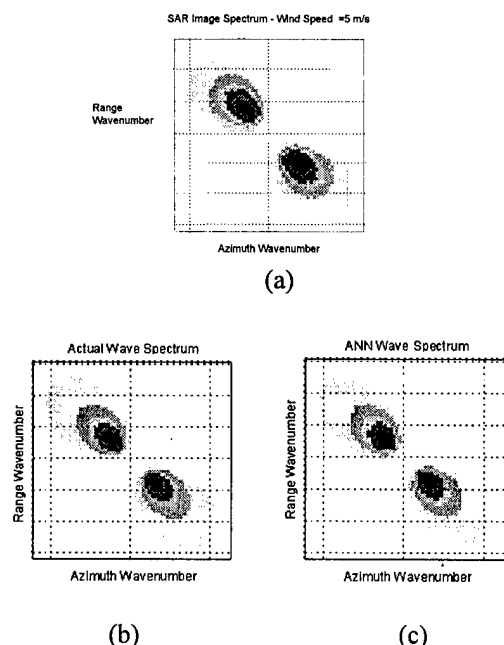 SAR Image Spectrum - Wind Speed =5 m/s
Range
Wavenumber
Azimuth Wavenumber
(a)
Actual Wave Spectrum
Range Wavenumber
Azimuth Wavenumber
(b)
ANN Wave Spectrum
Range Wavenumber
Azimuth Wavenumber
(c)